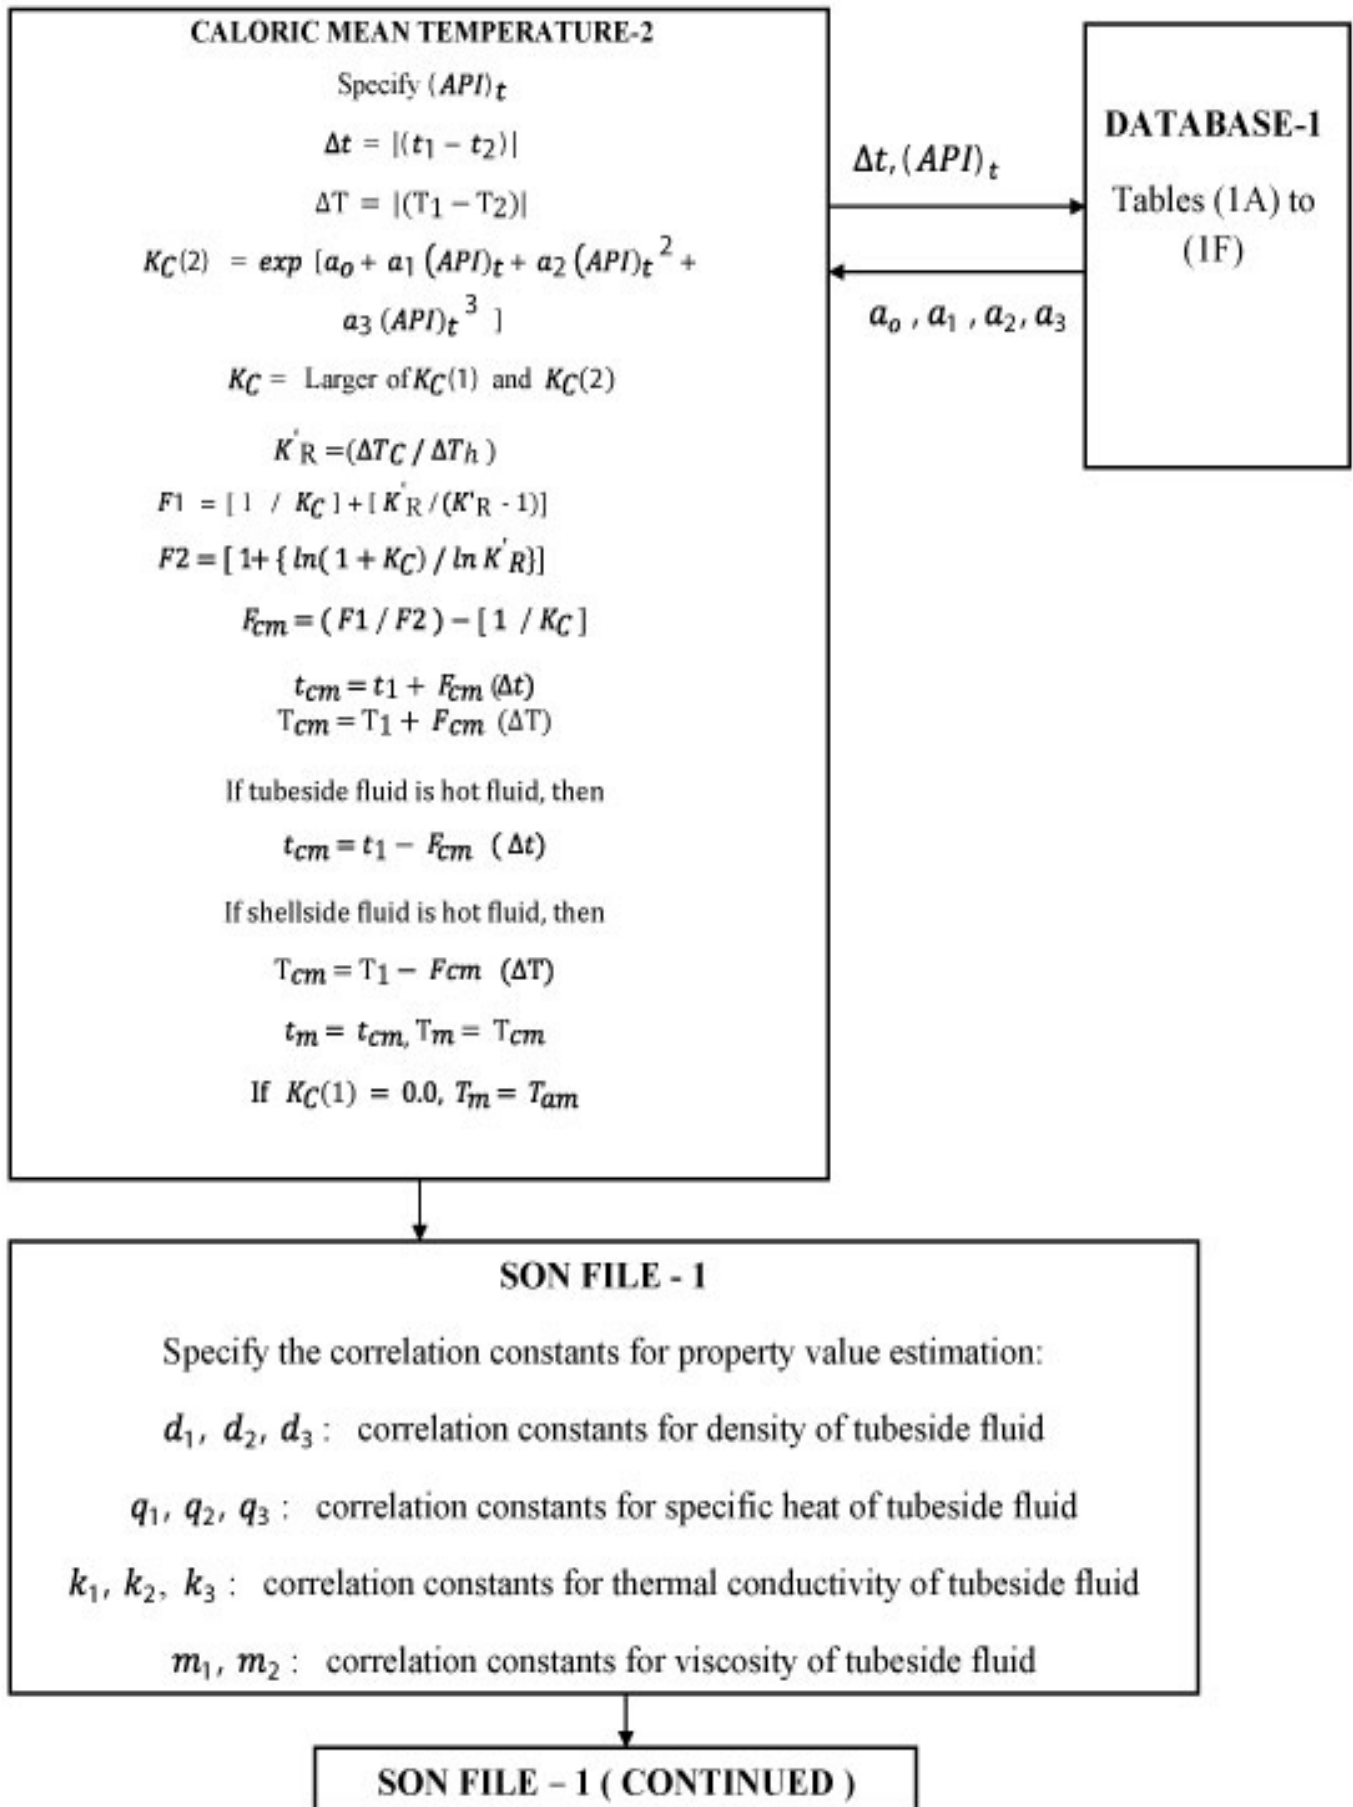 CALORIC MEAN TEMPERATURE-2
Specify (API)t
Δt = |(t1 − t2)|
ΔT = |(T1 − T2)|
KC(2) = exp [ao + a1 (API)t + a2 (API)t 2 +
a3 (API)t 3 ]
KC = Larger of KC(1) and KC(2)
K'R =(ΔTC / ΔTh )
F1 = [ 1 / KC ] + [ K'R / (K'R - 1)]
F2 = [ 1+ { ln( 1 + KC) / ln K'R}]
Fcm = ( F1 / F2 ) − [ 1 / KC ]
tcm = t1 + Fcm (Δt)
Tcm = T1 + Fcm (ΔT)
If tubeside fluid is hot fluid, then
tcm = t1 − Fcm ( Δt)
If shellside fluid is hot fluid, then
Tcm = T1 − Fcm (ΔT)
tm = tcm, Tm = Tcm
If KC(1) = 0.0, Tm = Tam
Δt, (API)t
ao , a1 , a2, a3
DATABASE-1
Tables (1A) to
(1F)
SON FILE - 1
Specify the correlation constants for property value estimation:
d1, d2, d3 : correlation constants for density of tubeside fluid
q1, q2, q3 : correlation constants for specific heat of tubeside fluid
k1, k2, k3 : correlation constants for thermal conductivity of tubeside fluid
m1, m2 : correlation constants for viscosity of tubeside fluid
SON FILE – 1 ( CONTINUED )